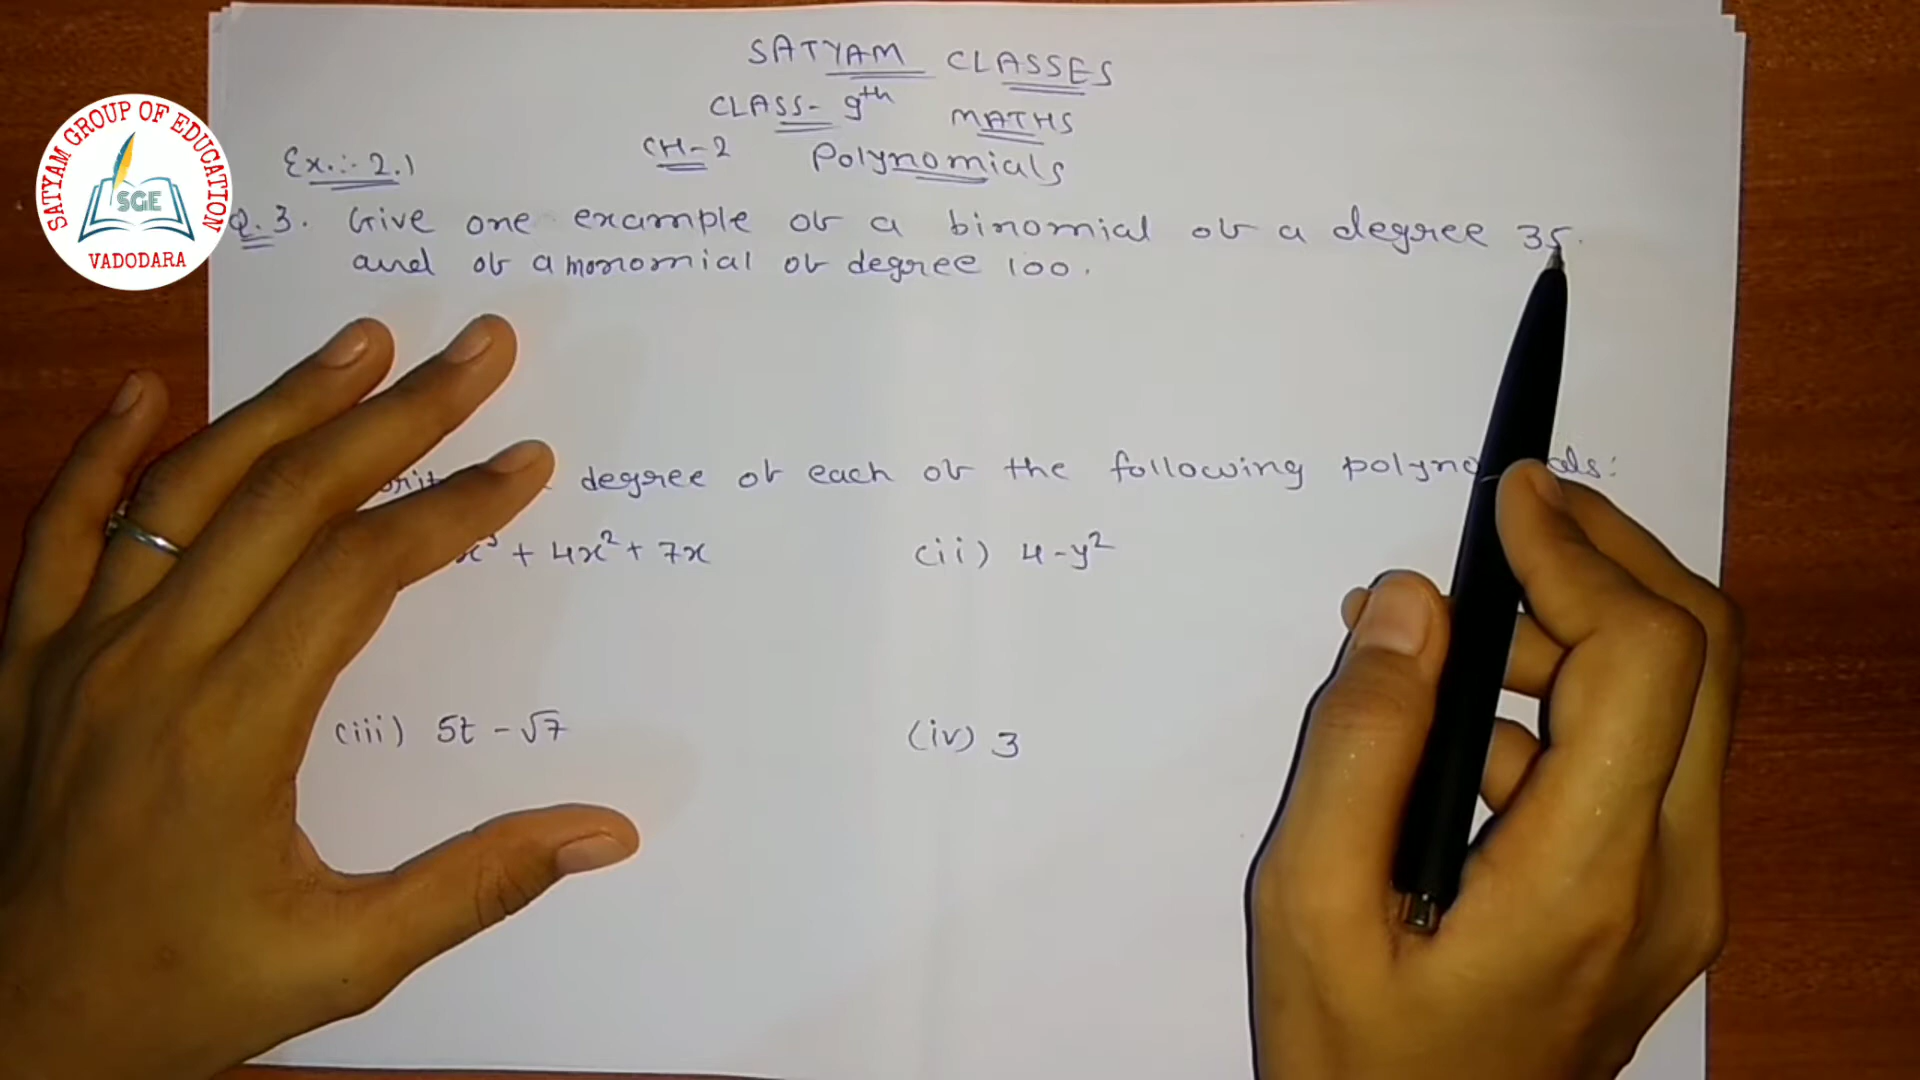 SATYAM GROUP OF EDUCATION
SGE
VADODARA
SATYAM CLASSES
CLASS- 9th MATHS
CH-2 Polynomials
Ex.:- 2.1
Q.3. Give one example of a binomial of a degree 35.
and of a monomial of degree 100.
degree of each of the following
+ 4x² + 7x (ii) 4-y²
(iii) 5t - √7 (iv) 3